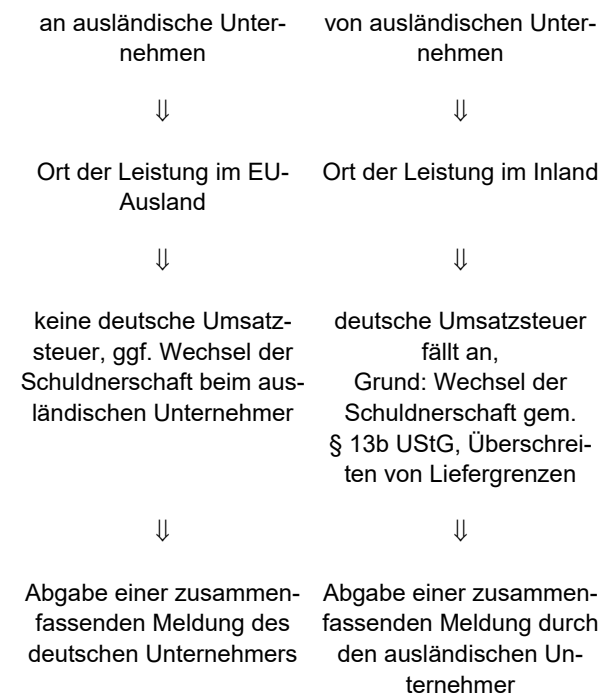 an ausländische Unter-
nehmen
⇓
Ort der Leistung im EU-
Ausland
⇓
keine deutsche Umsatz-
steuer, ggf. Wechsel der
Schuldnerschaft beim aus-
ländischen Unternehmer
⇓
Abgabe einer zusammen-
fassenden Meldung des
deutschen Unternehmers
von ausländischen Unter-
nehmen
⇓
Ort der Leistung im Inland
⇓
deutsche Umsatzsteuer
fällt an,
Grund: Wechsel der
Schuldnerschaft gem.
§ 13b UStG, Überschrei-
ten von Liefergrenzen
⇓
Abgabe einer zusammen-
fassenden Meldung durch
den ausländischen Un-
ternehmer